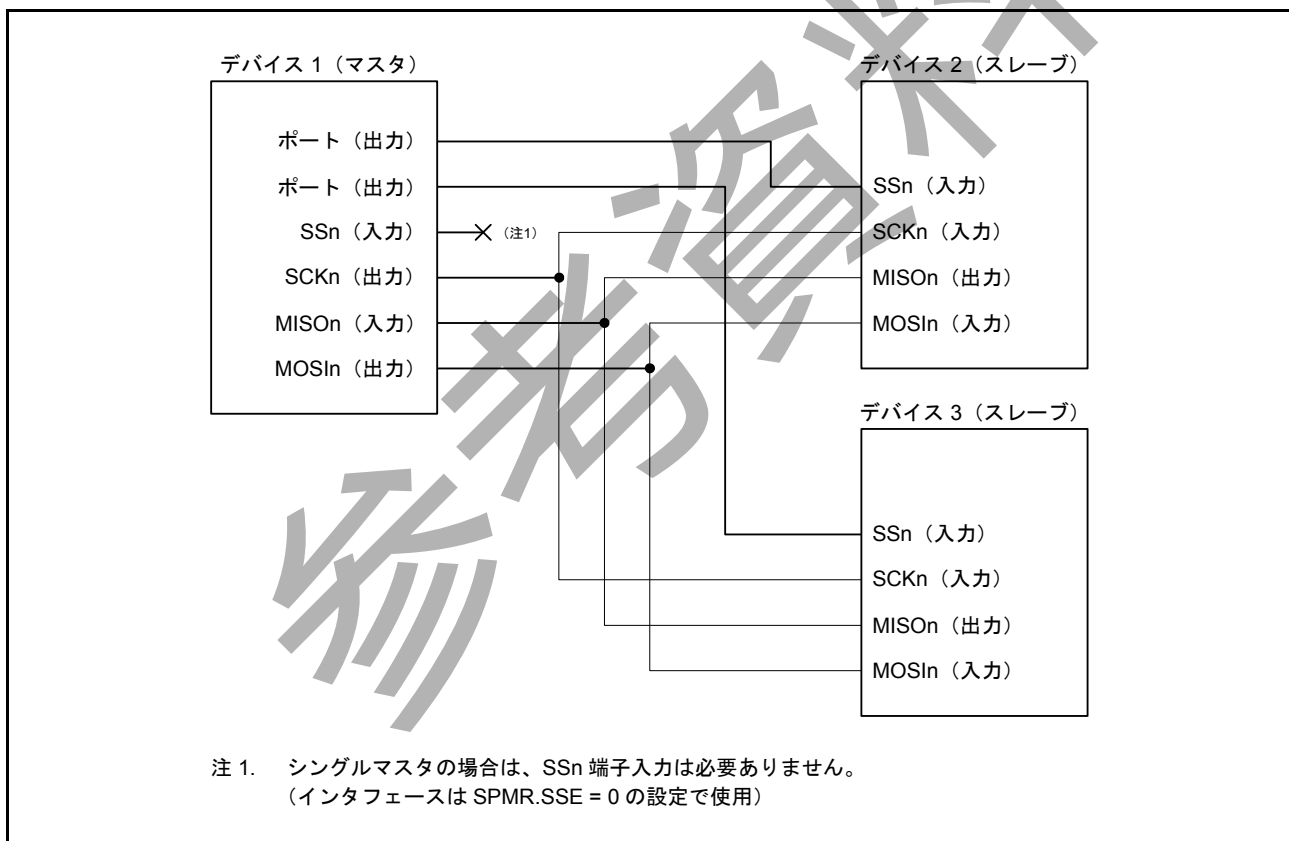 デバイス 1（マスタ）
ポート（出力）
ポート（出力）
SSn（入力）
（注1）
SCKn（出力）
MISOn（入力）
MOSIn（出力）
デバイス 2（スレーブ）
SSn（入力）
SCKn（入力）
MISOn（出力）
MOSIn（入力）
デバイス 3（スレーブ）
SSn（入力）
SCKn（入力）
MISOn（出力）
MOSIn（入力）
参考資料
注 1. シングルマスタの場合は、SSn 端子入力は必要ありません。
（インタフェースは SPMR.SSE = 0 の設定で使用）